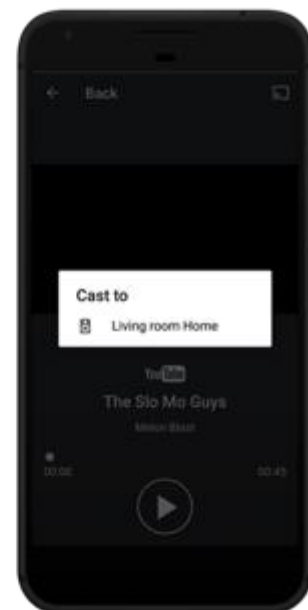 Back
Cast to
Living room Home
YouTube
The Slo Mo Guys
00:00
00:45